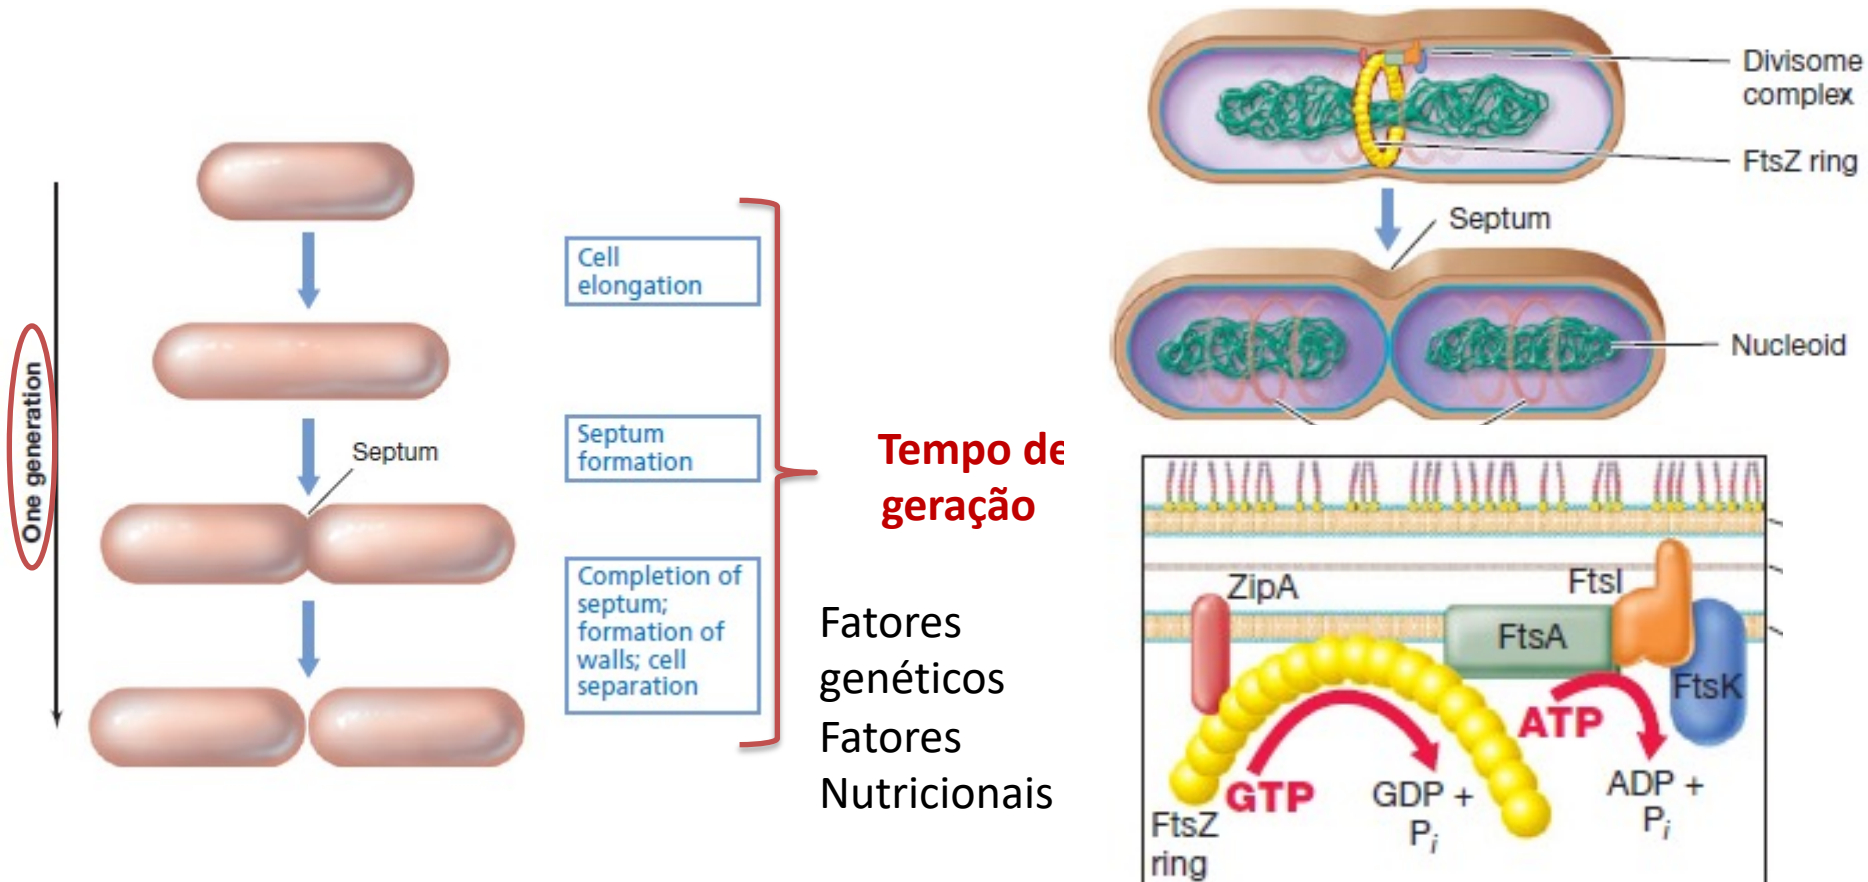 One generation
Septum
Cell
elongation
Septum
formation
Completion of
septum;
formation of
walls; cell
separation
Tempo de
geração
Fatores
genéticos
Fatores
Nutricionais
Divisome
complex
FtsZ ring
Septum
Nucleoid
ZipA
FtsI
FtsA
FtsK
ATP
GTP
GDP +
Pi
ADP +
Pi
FtsZ
ring